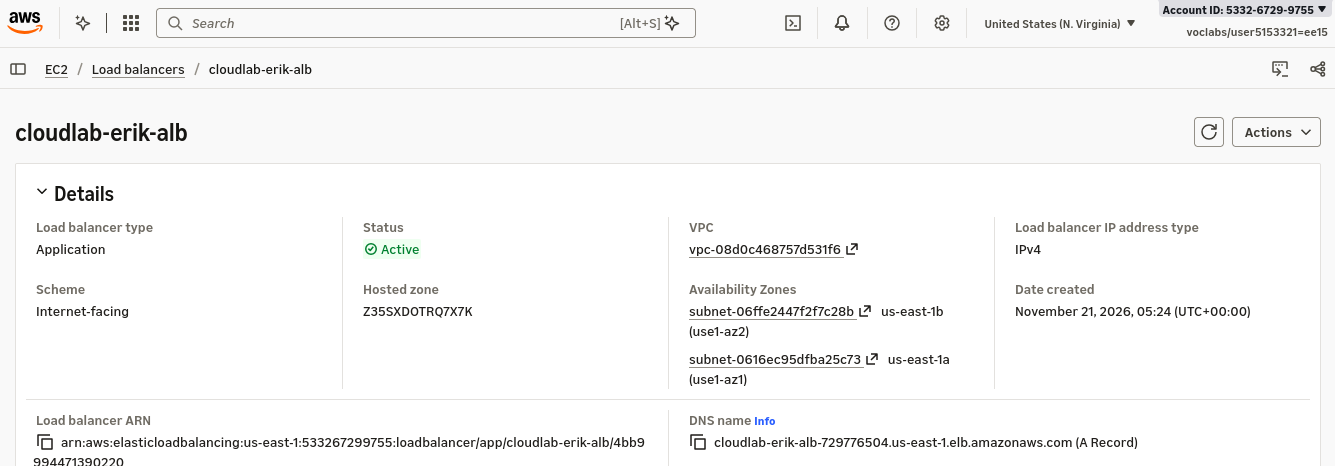 aws
Search [Alt+S]
United States (N. Virginia) ▼
Account ID: 5332-6729-9755 ▼
voclabs/user5153321=ee15
EC2 / Load balancers / cloudlab-erik-alb
cloudlab-erik-alb
Actions
Details
Load balancer type
Application
Status
Active
VPC
vpc-08d0c468757d531f6
Load balancer IP address type
IPv4
Scheme
Internet-facing
Hosted zone
Z35SXDOTRQ7X7K
Availability Zones
subnet-06ffe2447f2f7c28b us-east-1b
(use1-az2)
subnet-0616ec95dfba25c73 us-east-1a
(use1-az1)
Date created
November 21, 2026, 05:24 (UTC+00:00)
Load balancer ARN
arn:aws:elasticloadbalancing:us-east-1:533267299755:loadbalancer/app/cloudlab-erik-alb/4bb9
994471390220
DNS name Info
cloudlab-erik-alb-729776504.us-east-1.elb.amazonaws.com (A Record)